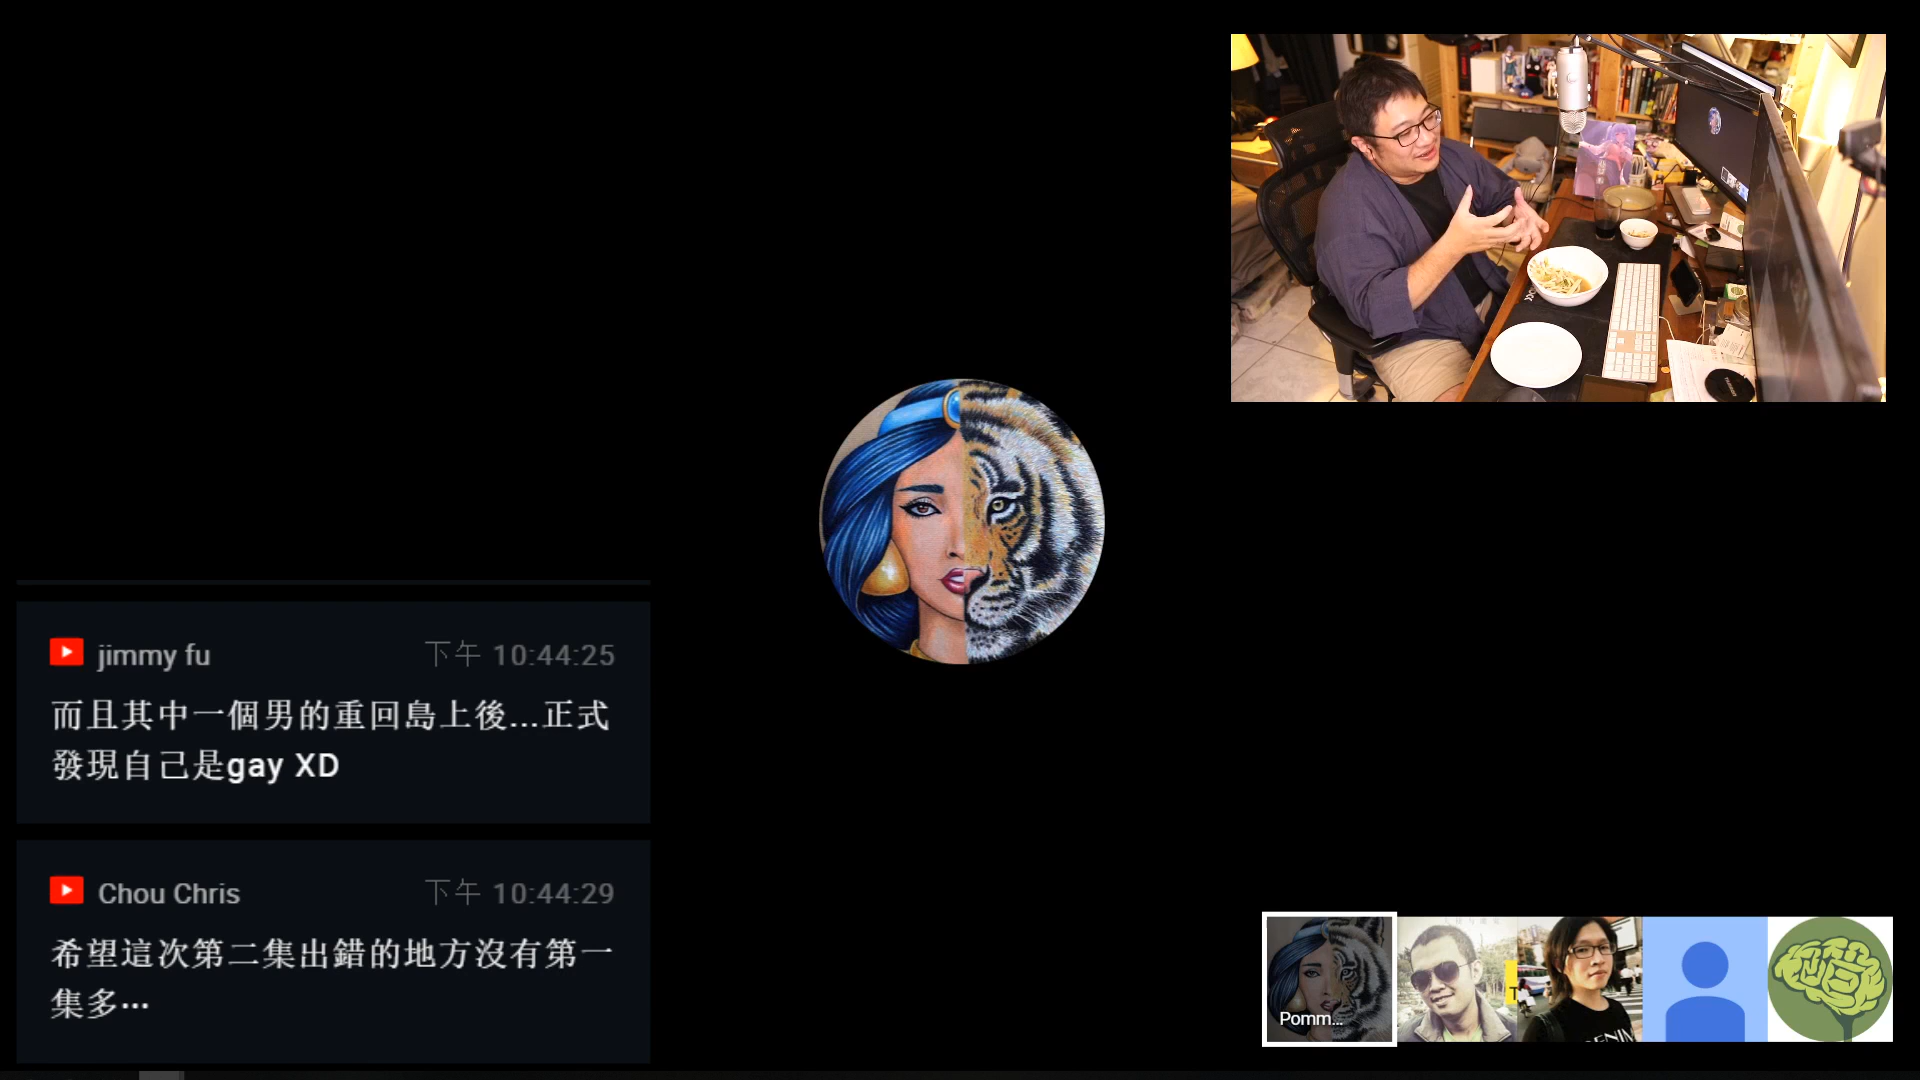 jimmy fu 下午 10:44:25
而且其中一個男的重回島上後...正式
發現自己是gay XD
Chou Chris 下午 10:44:29
希望這次第二集出錯的地方沒有第一
集多…
Pomm...